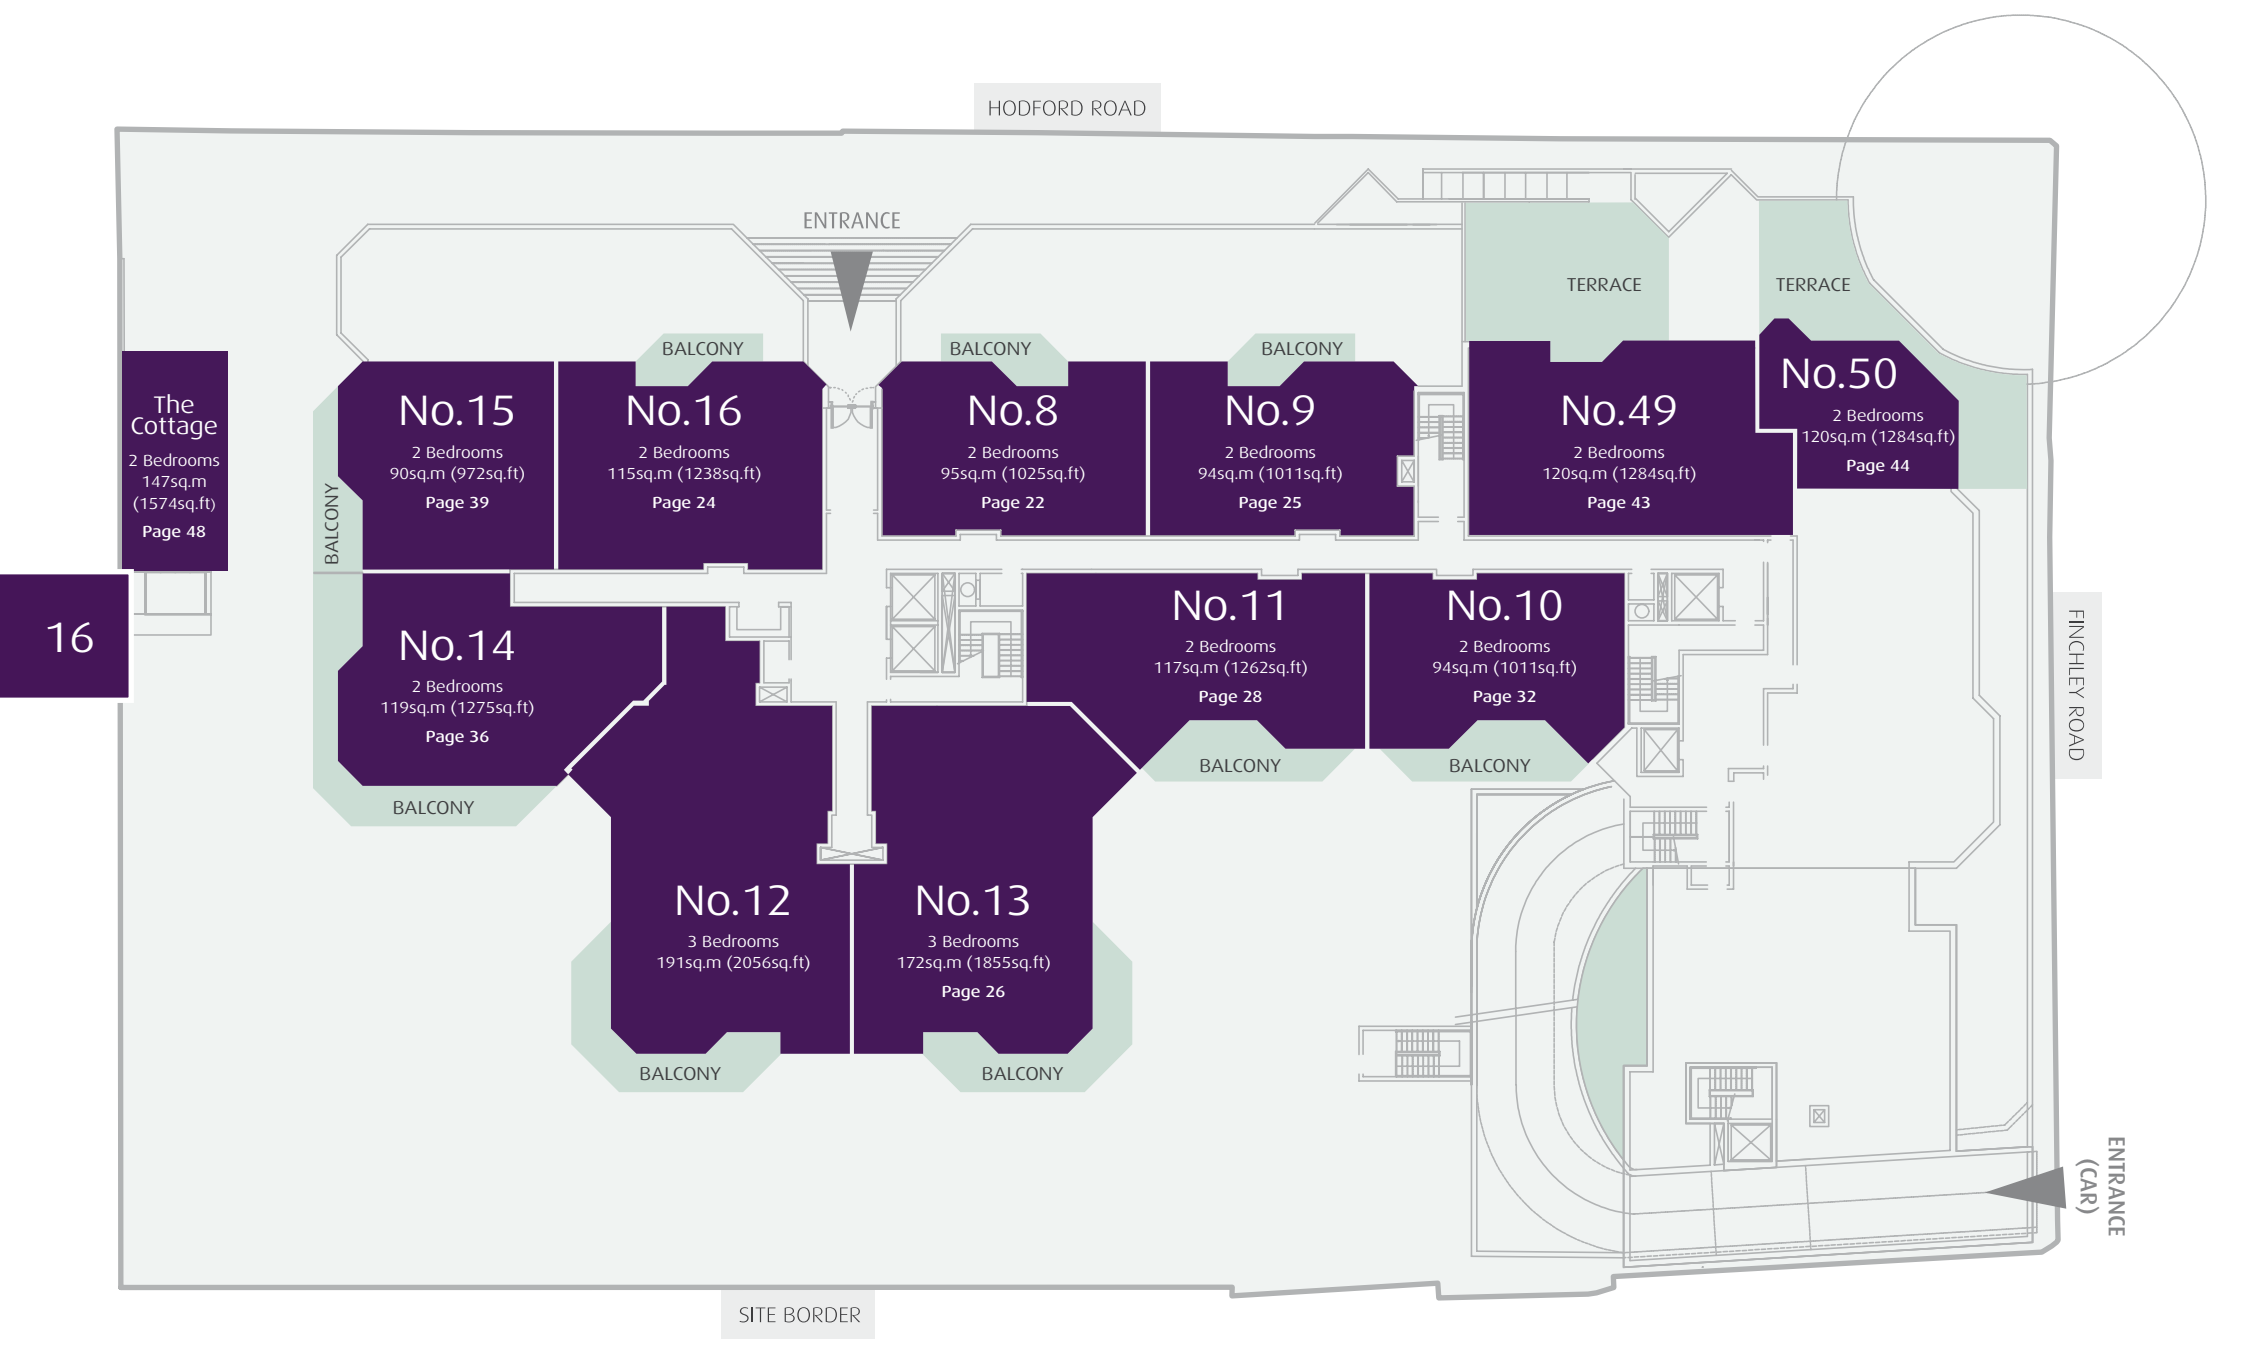 HODFORD ROAD
ENTRANCE
TERRACE
TERRACE
BALCONY
BALCONY
BALCONY
The
Cottage
2 Bedrooms
147sq.m
(1574sq.ft)
Page 48
No.15
2 Bedrooms
90sq.m (972sq.ft)
Page 39
No.16
2 Bedrooms
115sq.m (1238sq.ft)
Page 24
No.8
2 Bedrooms
95sq.m (1025sq.ft)
Page 22
No.9
2 Bedrooms
94sq.m (1011sq.ft)
Page 25
No.49
2 Bedrooms
120sq.m (1284sq.ft)
Page 43
No.50
2 Bedrooms
120sq.m (1284sq.ft)
Page 44
BALCONY
16
No.14
2 Bedrooms
119sq.m (1275sq.ft)
Page 36
BALCONY
No.11
2 Bedrooms
117sq.m (1262sq.ft)
Page 28
BALCONY
No.10
2 Bedrooms
94sq.m (1011sq.ft)
Page 32
BALCONY
FINCHLEY ROAD
No.12
3 Bedrooms
191sq.m (2056sq.ft)
BALCONY
No.13
3 Bedrooms
172sq.m (1855sq.ft)
Page 26
BALCONY
ENTRANCE
(CAR)
SITE BORDER